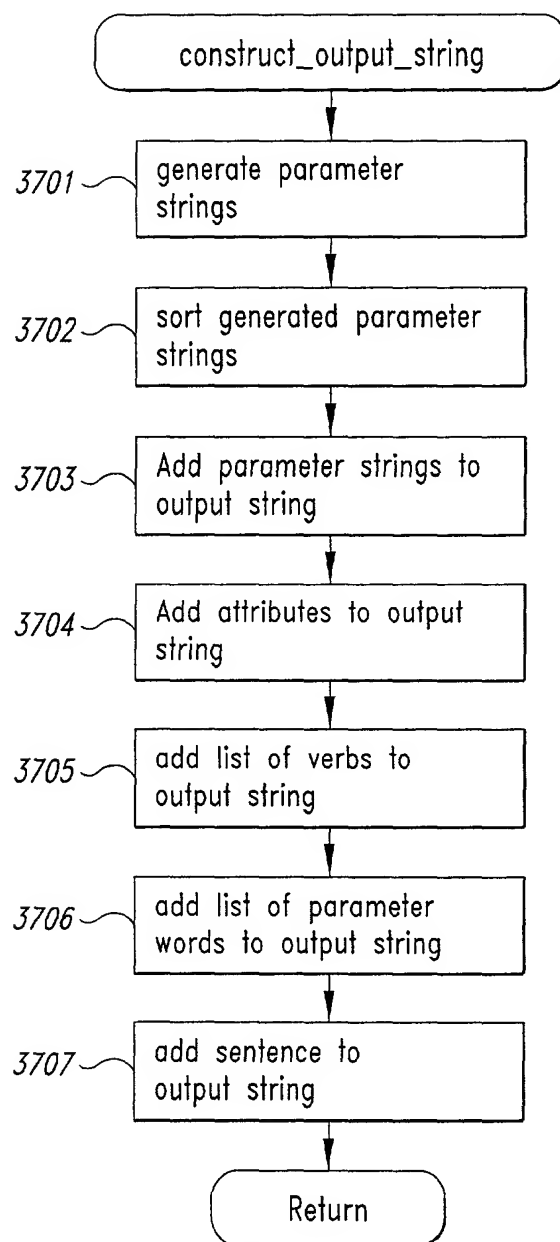 construct_output_string
3701
generate parameter
strings
3702
sort generated parameter
strings
3703
Add parameter strings to
output string
3704
Add attributes to output
string
3705
add list of verbs to
output string
3706
add list of parameter
words to output string
3707
add sentence to
output string
Return